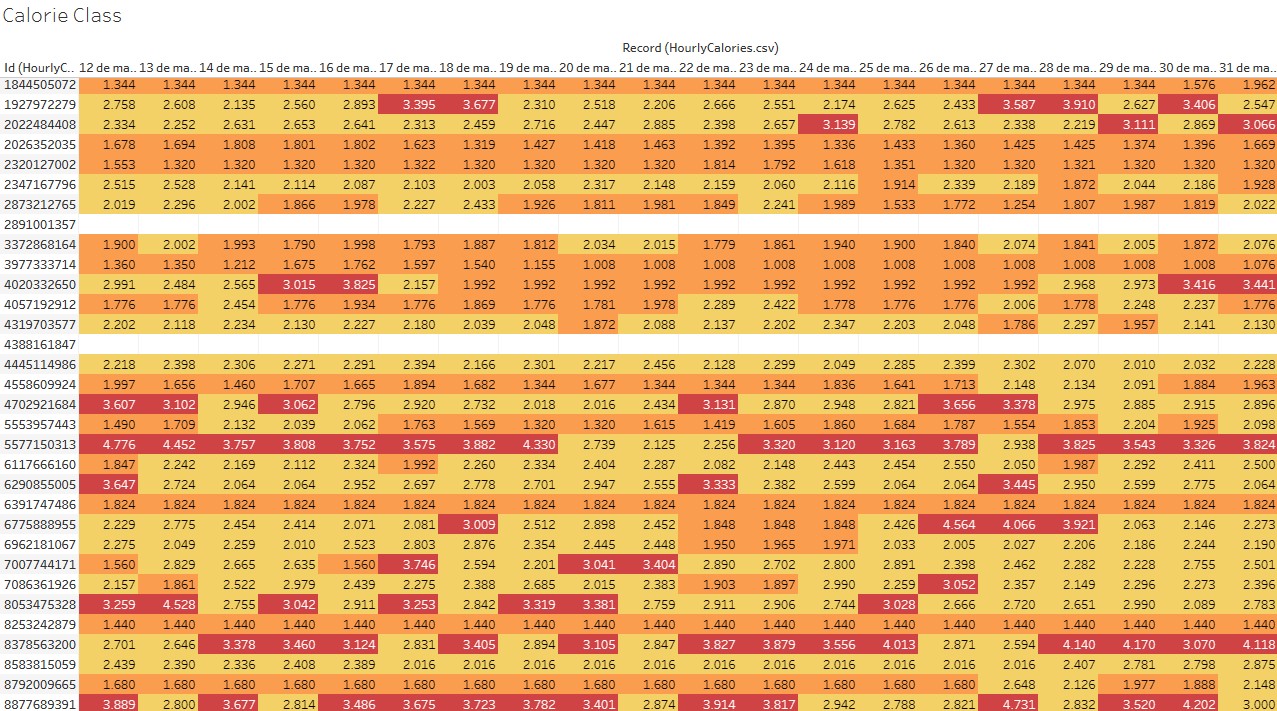 Calorie Class
Record (HourlyCalories.csv)
Id (HourlyC.. 12 de ma.. 13 de ma.. 14 de ma.. 15 de ma.. 16 de ma.. 17 de ma.. 18 de ma.. 19 de ma.. 20 de ma.. 21 de ma.. 22 de ma.. 23 de ma.. 24 de ma.. 25 de ma.. 26 de ma.. 27 de ma.. 28 de ma.. 29 de ma.. 30 de ma.. 31 de ma..
1844505072 1.344 1.344 1.344 1.344 1.344 1.344 1.344 1.344 1.344 1.344 1.344 1.344 1.344 1.344 1.344 1.344 1.344 1.344 1.576 1.962
1927972279 2.758 2.608 2.135 2.560 2.893 3.395 3.677 2.310 2.518 2.206 2.666 2.551 2.174 2.625 2.433 3.587 3.910 2.627 3.406 2.547
2022484408 2.334 2.252 2.631 2.653 2.641 2.313 2.459 2.716 2.447 2.885 2.398 2.657 3.139 2.782 2.613 2.338 2.219 3.111 2.869 3.066
2026352035 1.678 1.694 1.808 1.801 1.802 1.623 1.319 1.427 1.418 1.463 1.392 1.395 1.336 1.433 1.360 1.425 1.425 1.374 1.396 1.669
2320127002 1.553 1.320 1.320 1.320 1.320 1.322 1.320 1.320 1.320 1.320 1.814 1.792 1.618 1.351 1.320 1.320 1.321 1.320 1.320 1.320
2347167796 2.515 2.528 2.141 2.114 2.087 2.103 2.003 2.058 2.317 2.148 2.159 2.060 2.116 1.914 2.339 2.189 1.872 2.044 2.186 1.928
2873212765 2.019 2.296 2.002 1.866 1.978 2.227 2.433 1.926 1.811 1.981 1.849 2.241 1.989 1.533 1.772 1.254 1.807 1.987 1.819 2.022
2891001357
3372868164 1.900 2.002 1.993 1.790 1.998 1.793 1.887 1.812 2.034 2.015 1.779 1.861 1.940 1.900 1.840 2.074 1.841 2.005 1.872 2.076
3977333714 1.360 1.350 1.212 1.675 1.762 1.597 1.540 1.155 1.008 1.008 1.008 1.008 1.008 1.008 1.008 1.008 1.008 1.008 1.008 1.076
4020332650 2.991 2.484 2.565 3.015 3.825 2.157 1.992 1.992 1.992 1.992 1.992 1.992 1.992 1.992 1.992 1.992 2.968 2.973 3.416 3.441
4057192912 1.776 1.776 2.454 1.776 1.934 1.776 1.869 1.776 1.781 1.978 2.289 2.422 1.778 1.776 1.776 2.006 1.778 2.248 2.237 1.776
4319703577 2.202 2.118 2.234 2.130 2.227 2.180 2.039 2.048 1.872 2.088 2.137 2.202 2.347 2.203 2.048 1.786 2.297 1.957 2.141 2.130
4388161847
4445114986 2.218 2.398 2.306 2.271 2.291 2.394 2.166 2.301 2.217 2.456 2.128 2.299 2.049 2.285 2.399 2.302 2.070 2.010 2.032 2.228
4558609924 1.997 1.656 1.460 1.707 1.665 1.894 1.682 1.344 1.677 1.344 1.344 1.344 1.836 1.641 1.713 2.148 2.134 2.091 1.884 1.963
4702921684 3.607 3.102 2.946 3.062 2.796 2.920 2.732 2.018 2.016 2.434 3.131 2.870 2.948 2.821 3.656 3.378 2.975 2.885 2.915 2.896
5553957443 1.490 1.709 2.132 2.039 2.062 1.763 1.569 1.320 1.320 1.615 1.419 1.605 1.860 1.684 1.787 1.554 1.853 2.204 1.925 2.098
5577150313 4.776 4.452 3.757 3.808 3.752 3.575 3.882 4.330 2.739 2.125 2.256 3.320 3.120 3.163 3.789 2.938 3.825 3.543 3.326 3.824
6117666160 1.847 2.242 2.169 2.112 2.324 1.992 2.260 2.334 2.404 2.287 2.082 2.148 2.443 2.454 2.550 2.050 1.987 2.292 2.411 2.500
6290855005 3.647 2.724 2.064 2.064 2.952 2.697 2.778 2.701 2.947 2.555 3.333 2.382 2.599 2.064 2.064 3.445 2.950 2.599 2.775 2.064
6391747486 1.824 1.824 1.824 1.824 1.824 1.824 1.824 1.824 1.824 1.824 1.824 1.824 1.824 1.824 1.824 1.824 1.824 1.824 1.824 1.824
6775888955 2.229 2.775 2.454 2.414 2.071 2.081 3.009 2.512 2.898 2.452 1.848 1.848 1.848 2.426 4.564 4.066 3.921 2.063 2.146 2.273
6962181067 2.275 2.049 2.259 2.010 2.523 2.803 2.876 2.354 2.445 2.448 1.950 1.965 1.971 2.033 2.005 2.027 2.206 2.186 2.244 2.190
7007744171 1.560 2.829 2.665 2.635 1.560 3.746 2.594 2.201 3.041 3.404 2.890 2.702 2.800 2.891 2.398 2.462 2.282 2.228 2.755 2.501
7086361926 2.157 1.861 2.522 2.979 2.439 2.275 2.388 2.685 2.015 2.383 1.903 1.897 2.990 2.259 3.052 2.357 2.149 2.296 2.273 2.396
8053475328 3.259 4.528 2.755 3.042 2.911 3.253 2.842 3.319 3.381 2.759 2.911 2.906 2.744 3.028 2.666 2.720 2.651 2.990 2.089 2.783
8253242879 1.440 1.440 1.440 1.440 1.440 1.440 1.440 1.440 1.440 1.440 1.440 1.440 1.440 1.440 1.440 1.440 1.440 1.440 1.440 1.440
8378563200 2.701 2.646 3.378 3.460 3.124 2.831 3.405 2.894 3.105 2.847 3.827 3.879 3.556 4.013 2.871 2.594 4.140 4.170 3.070 4.118
8583815059 2.439 2.390 2.336 2.408 2.389 2.016 2.016 2.016 2.016 2.016 2.016 2.016 2.016 2.016 2.016 2.016 2.407 2.781 2.798 2.875
8792009665 1.680 1.680 1.680 1.680 1.680 1.680 1.680 1.680 1.680 1.680 1.680 1.680 1.680 1.680 1.680 2.648 2.126 1.977 1.888 2.148
8877689391 3.889 2.800 3.677 2.814 3.486 3.675 3.723 3.782 3.401 2.874 3.914 3.817 2.942 2.788 2.821 4.731 2.832 3.520 4.202 3.000